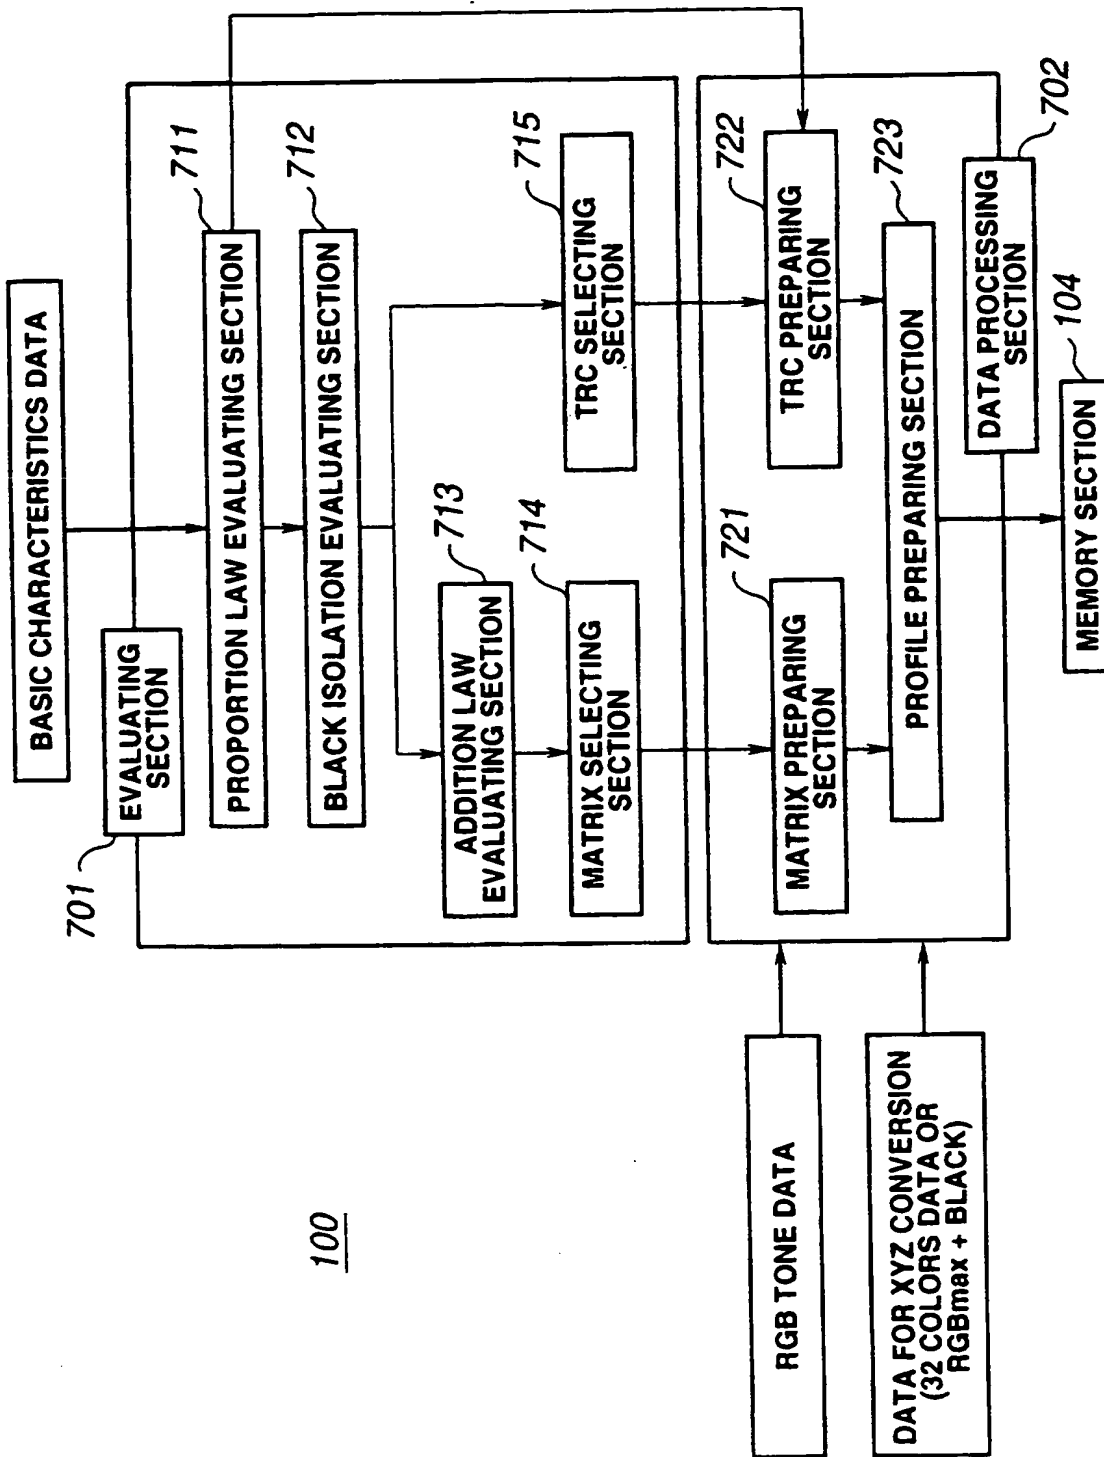 BASIC CHARACTERISTICS DATA
701
EVALUATING
SECTION
711
PROPORTION LAW EVALUATING SECTION
712
BLACK ISOLATION EVALUATING SECTION
713
ADDITION LAW
EVALUATING SECTION
714
MATRIX SELECTING
SECTION
715
TRC SELECTING
SECTION
100
RGB TONE DATA
DATA FOR XYZ CONVERSION
(32 COLORS DATA OR
RGBmax + BLACK)
721
MATRIX PREPARING
SECTION
722
TRC PREPARING
SECTION
723
PROFILE PREPARING SECTION
702
DATA PROCESSING
SECTION
104
MEMORY SECTION